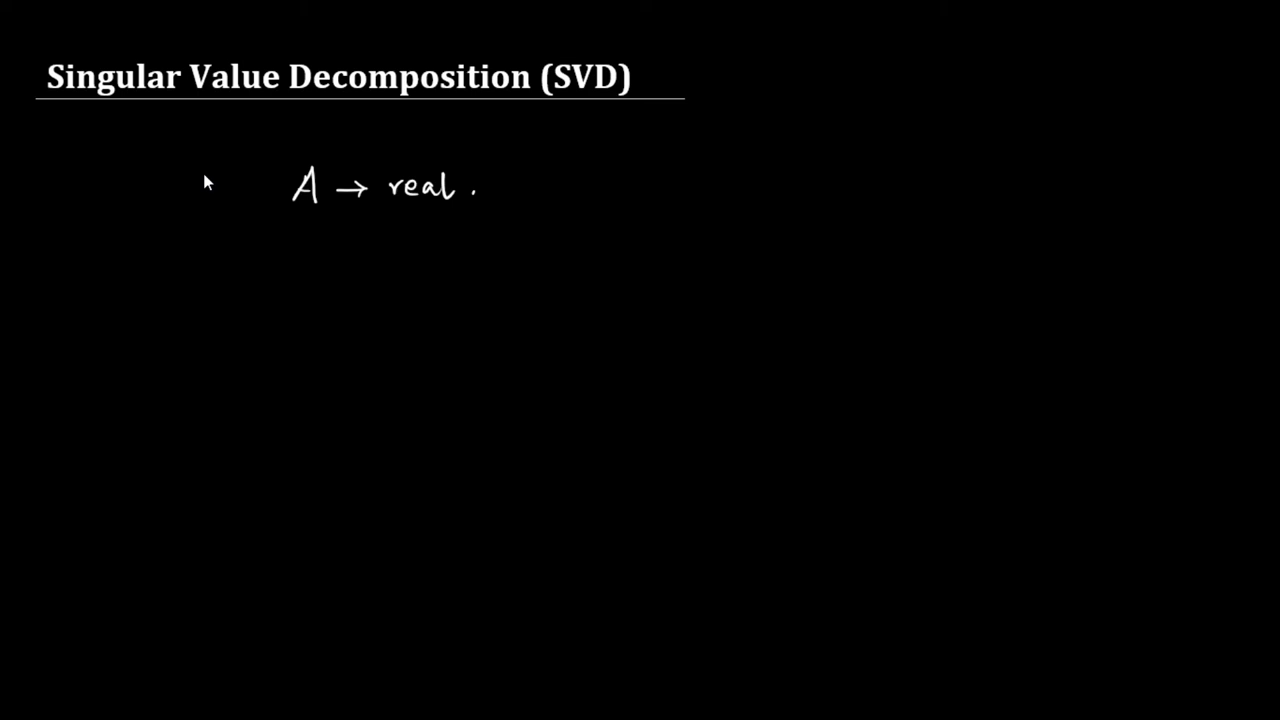 Singular Value Decomposition (SVD)
A → real .